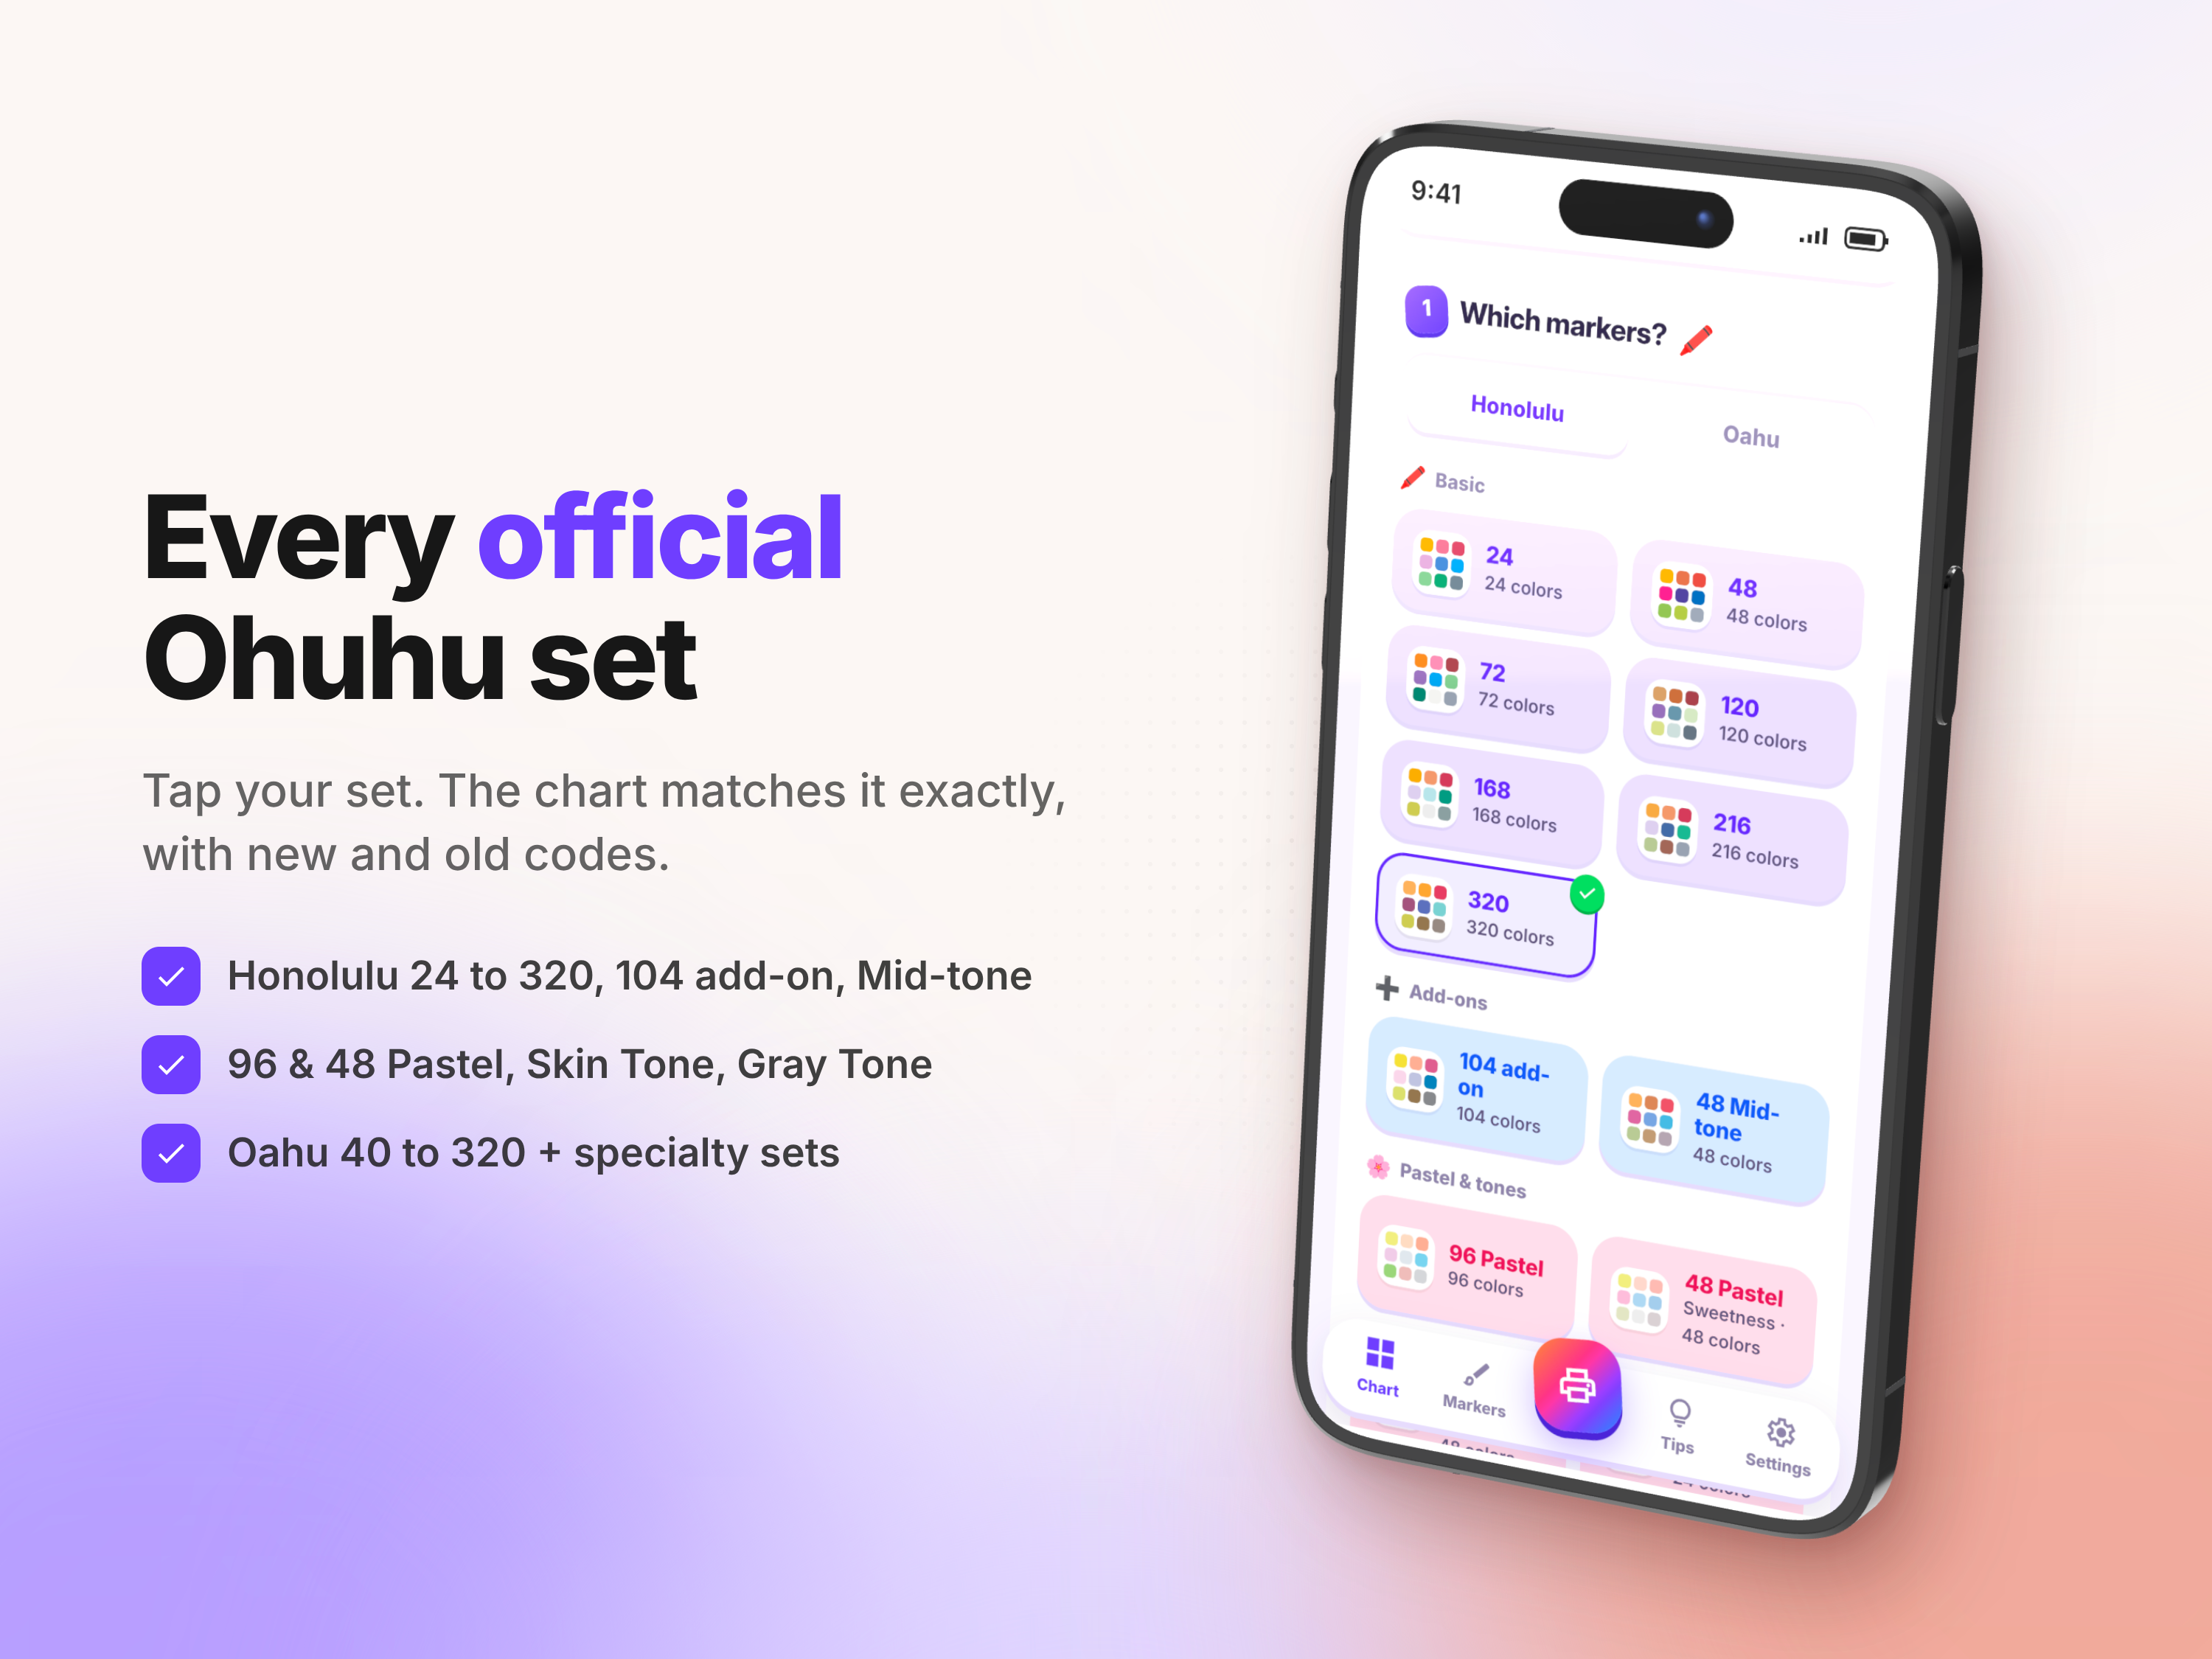 Every official
Ohuhu set
Tap your set. The chart matches it exactly,
with new and old codes.
Honolulu 24 to 320, 104 add-on, Mid-tone
96 & 48 Pastel, Skin Tone, Gray Tone
Oahu 40 to 320 + specialty sets
9:41
1 Which markers?
Honolulu
Oahu
Basic
24
24 colors
48
48 colors
72
72 colors
120
120 colors
168
168 colors
216
216 colors
320
320 colors
Add-ons
104 add-
on
104 colors
48 Mid-
tone
48 colors
Pastel & tones
96 Pastel
96 colors
48 Pastel
Sweetness ·
48 colors
Chart
Markers
Tips
Settings
48 colors
24 colors